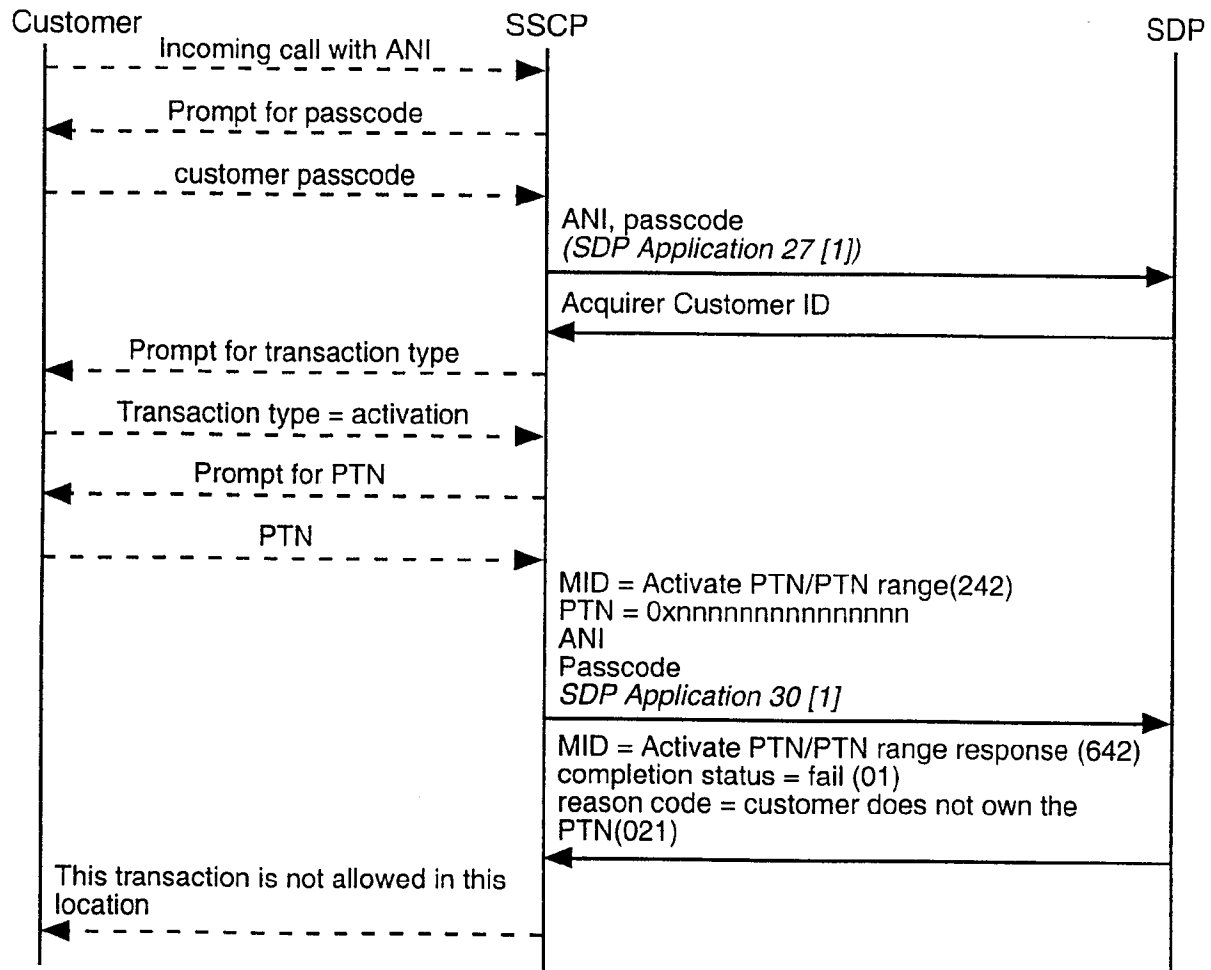 Customer
SSCP
SDP
Incoming call with ANI
Prompt for passcode
customer passcode
ANI, passcode
(SDP Application 27 [1])
Acquirer Customer ID
Prompt for transaction type
Transaction type = activation
Prompt for PTN
PTN
MID = Activate PTN/PTN range(242)
PTN = 0xnnnnnnnnnnnnnnnn
ANI
Passcode
SDP Application 30 [1]
MID = Activate PTN/PTN range response (642)
completion status = fail (01)
reason code = customer does not own the
PTN(021)
This transaction is not allowed in this
location